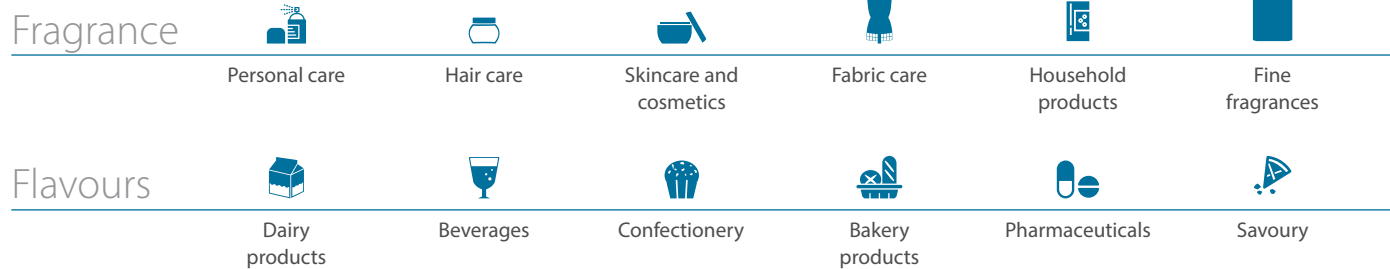 Fragrance
Personal care
Hair care
Skincare and
cosmetics
Fabric care
Household
products
Fine
fragrances
Flavours
Dairy
products
Beverages
Confectionery
Bakery
products
Pharmaceuticals
Savoury